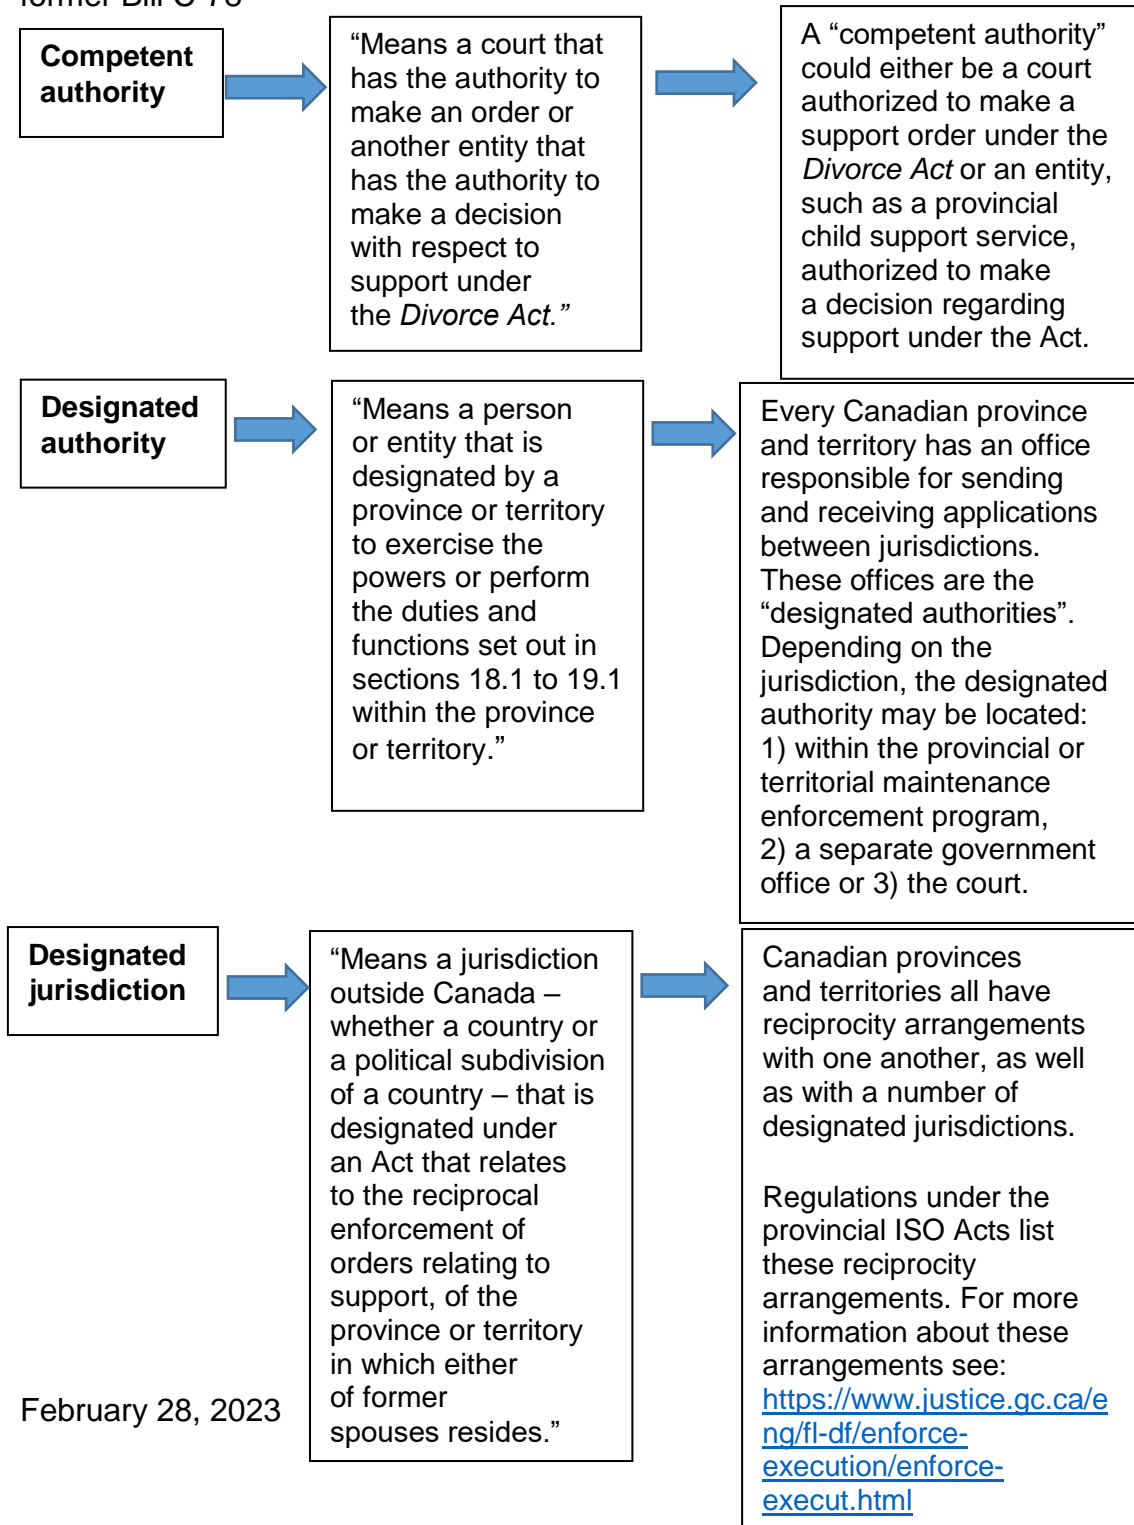 former Bill C-78
Competent
authority
“Means a court that
has the authority to
make an order or
another entity that
has the authority to
make a decision
with respect to
support under
the Divorce Act.”
A “competent authority”
could either be a court
authorized to make a
support order under the
Divorce Act or an entity,
such as a provincial
child support service,
authorized to make
a decision regarding
support under the Act.
Designated
authority
“Means a person
or entity that is
designated by a
province or territory
to exercise the
powers or perform
the duties and
functions set out in
sections 18.1 to 19.1
within the province
or territory.”
Every Canadian province
and territory has an office
responsible for sending
and receiving applications
between jurisdictions.
These offices are the
“designated authorities”.
Depending on the
jurisdiction, the designated
authority may be located:
1) within the provincial or
territorial maintenance
enforcement program,
2) a separate government
office or 3) the court.
Designated
jurisdiction
“Means a jurisdiction
outside Canada –
whether a country or
a political subdivision
of a country – that is
designated under
an Act that relates
to the reciprocal
enforcement of
orders relating to
support, of the
province or territory
in which either
of former
spouses resides.”
Canadian provinces
and territories all have
reciprocity arrangements
with one another, as well
as with a number of
designated jurisdictions.
Regulations under the
provincial ISO Acts list
these reciprocity
arrangements. For more
information about these
arrangements see:
https://www.justice.gc.ca/e
ng/fl-df/enforce-
execution/enforce-
execut.html
February 28, 2023